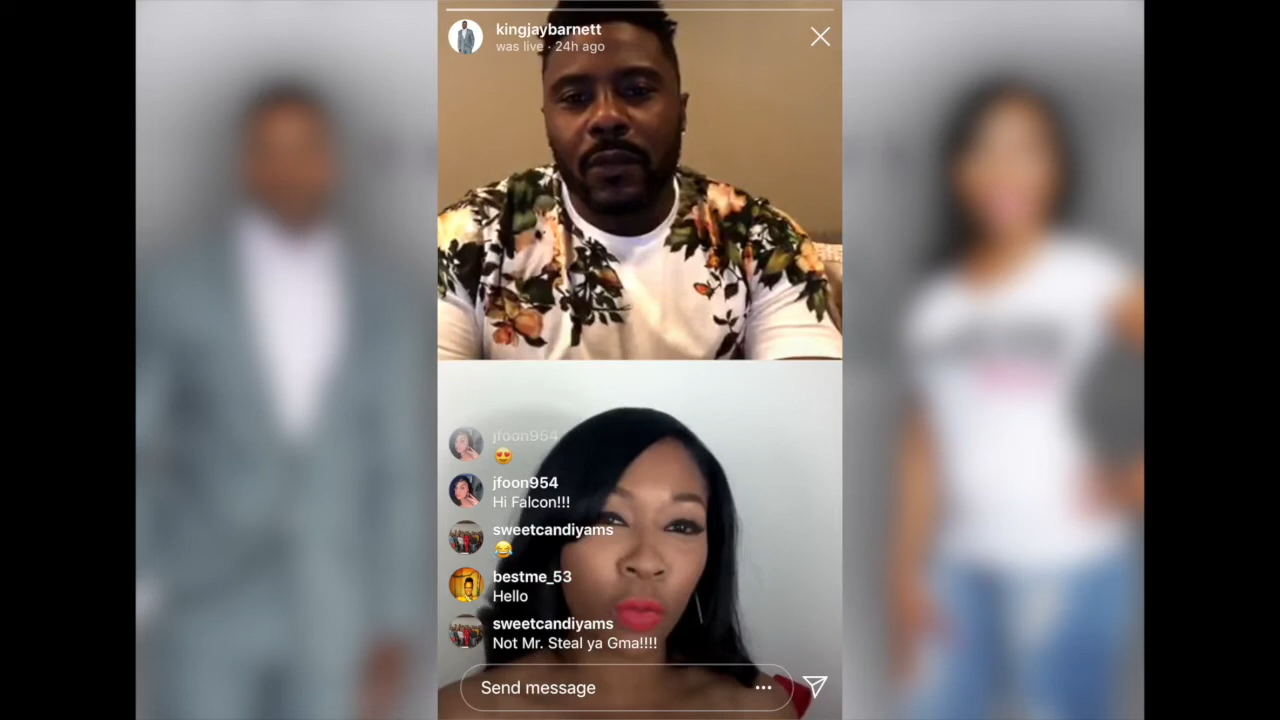 kingjaybarnett
was live · 24h ago
jfoon954
😍
jfoon954
Hi Falcon!!!
sweetcandiyams
😂
bestme_53
Hello
sweetcandiyams
Not Mr. Steal ya Gma!!!!
Send message